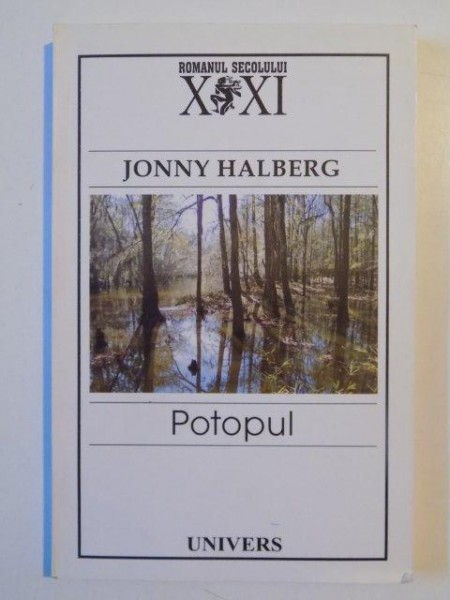 ROMANUL SECOLULUI
XXI
JONNY HALBERG
Potopul
UNIVERS